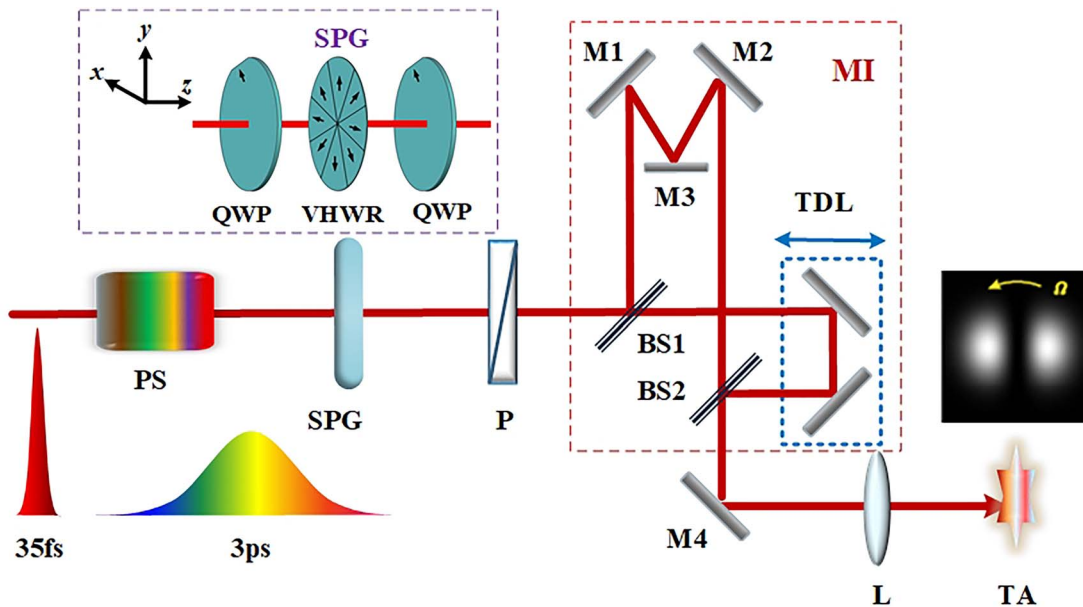 SPG
M1
M2
MI
y
x
z
M3
QWP
VHWR
QWP
TDL
Ω
BS1
PS
BS2
SPG
P
35fs
3ps
M4
L
TA